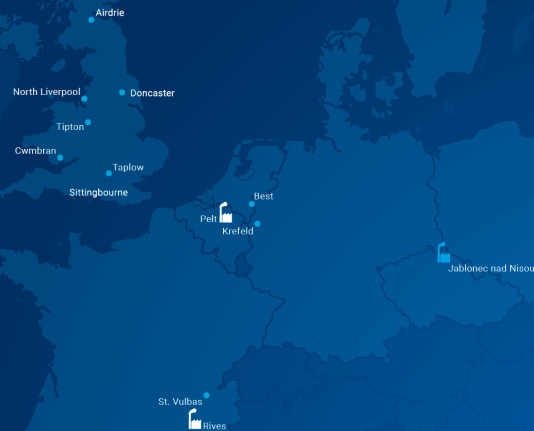 Airdrie
North Liverpool
Doncaster
Tipton
Cwmbran
Taplow
Sittingbourne
Best
Pelt
Krefeld
Jablonec nad Nisou
St. Vulbas
Rives